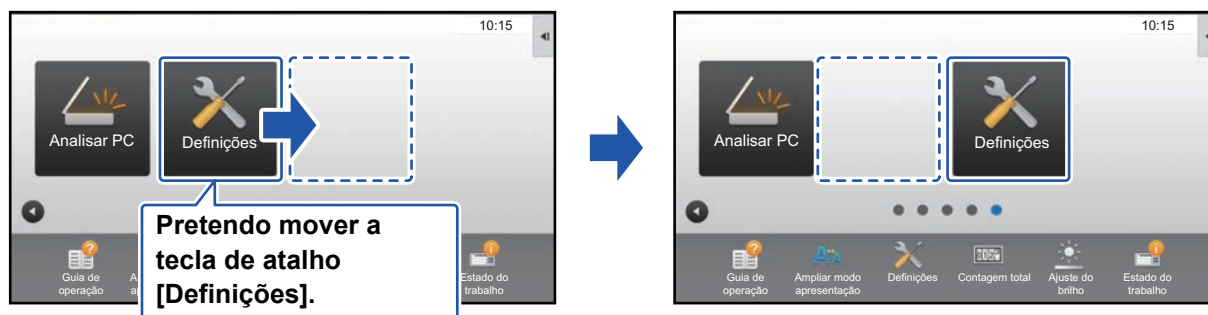 10:15
Analisar PC
Definições
Pretendo mover a
tecla de atalho
[Definições].
Guia de
operação
A
ap
Estado do
trabalho
10:15
Analisar PC
Definições
Guia de
operação
Ampliar modo
apresentação
Definições
Contagem total
Ajuste do
brilho
Estado do
trabalho